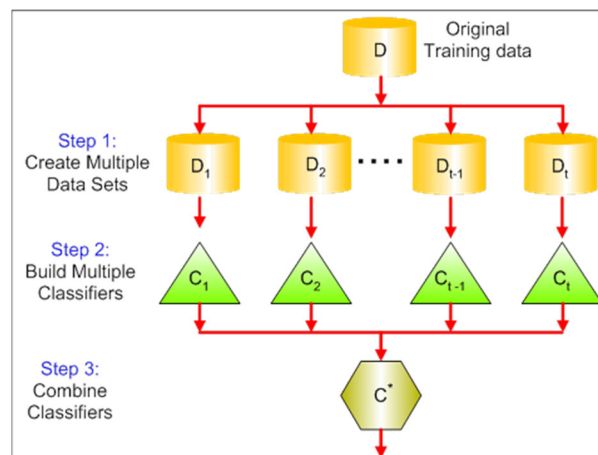 Original
Training data
D
Step 1:
Create Multiple
Data Sets
D1
D2
....
Dt-1
Dt
Step 2:
Build Multiple
Classifiers
C1
C2
Ct -1
Ct
Step 3:
Combine
Classifiers
C*